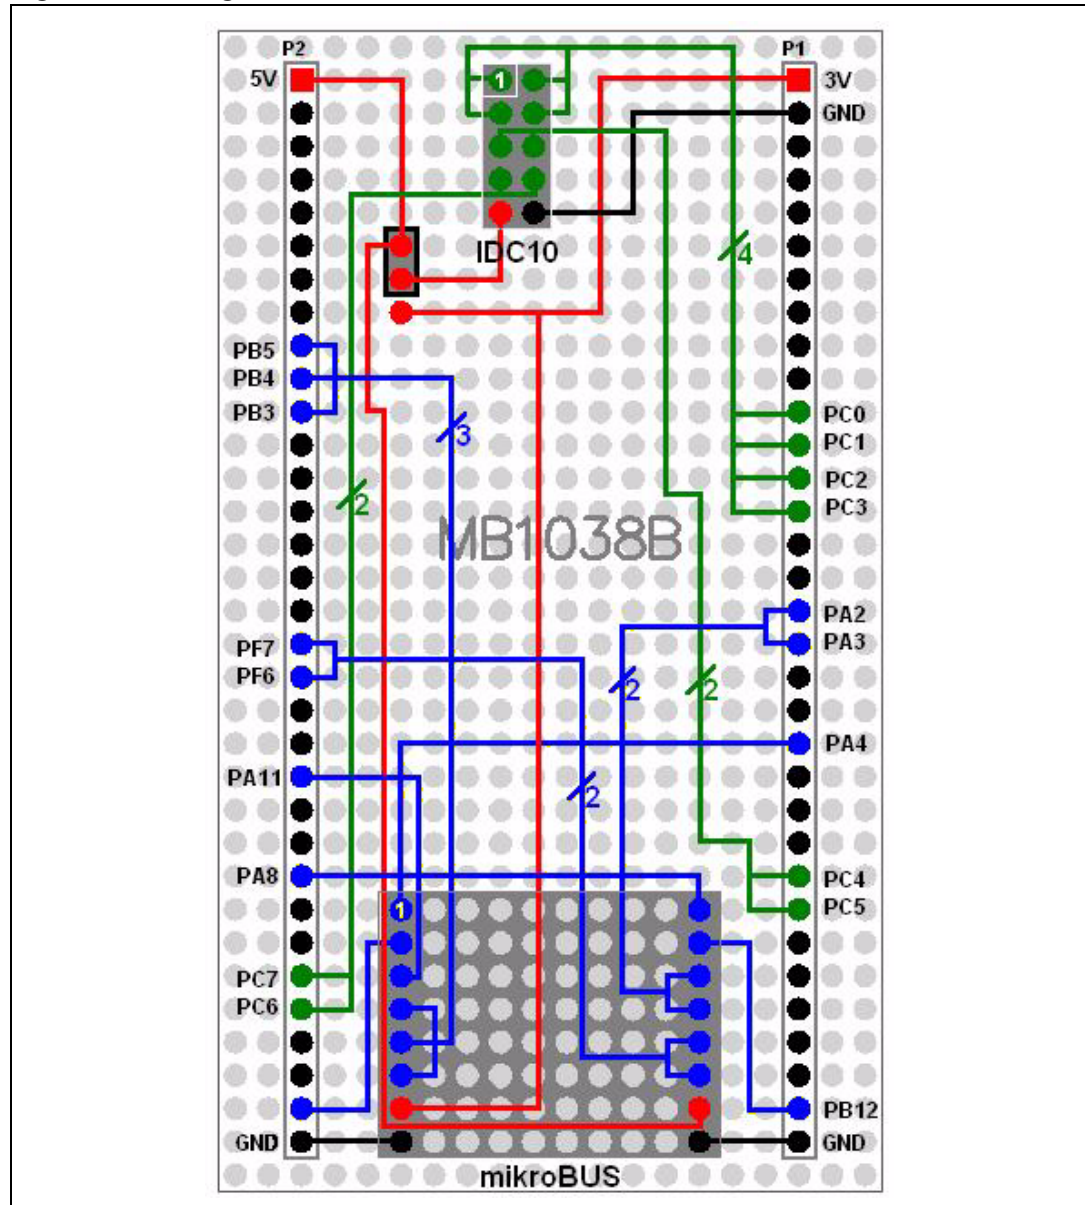 P2
P1
5V
1
3V
GND
IDC10
4
PB5
PB4
PB3
3
PC0
PC1
PC2
PC3
2
MB1038B
PA2
PA3
PF7
PF6
2
2
PA4
PA11
2
PA8
PC4
PC5
1
PC7
PC6
PB12
GND
GND
mikroBUS